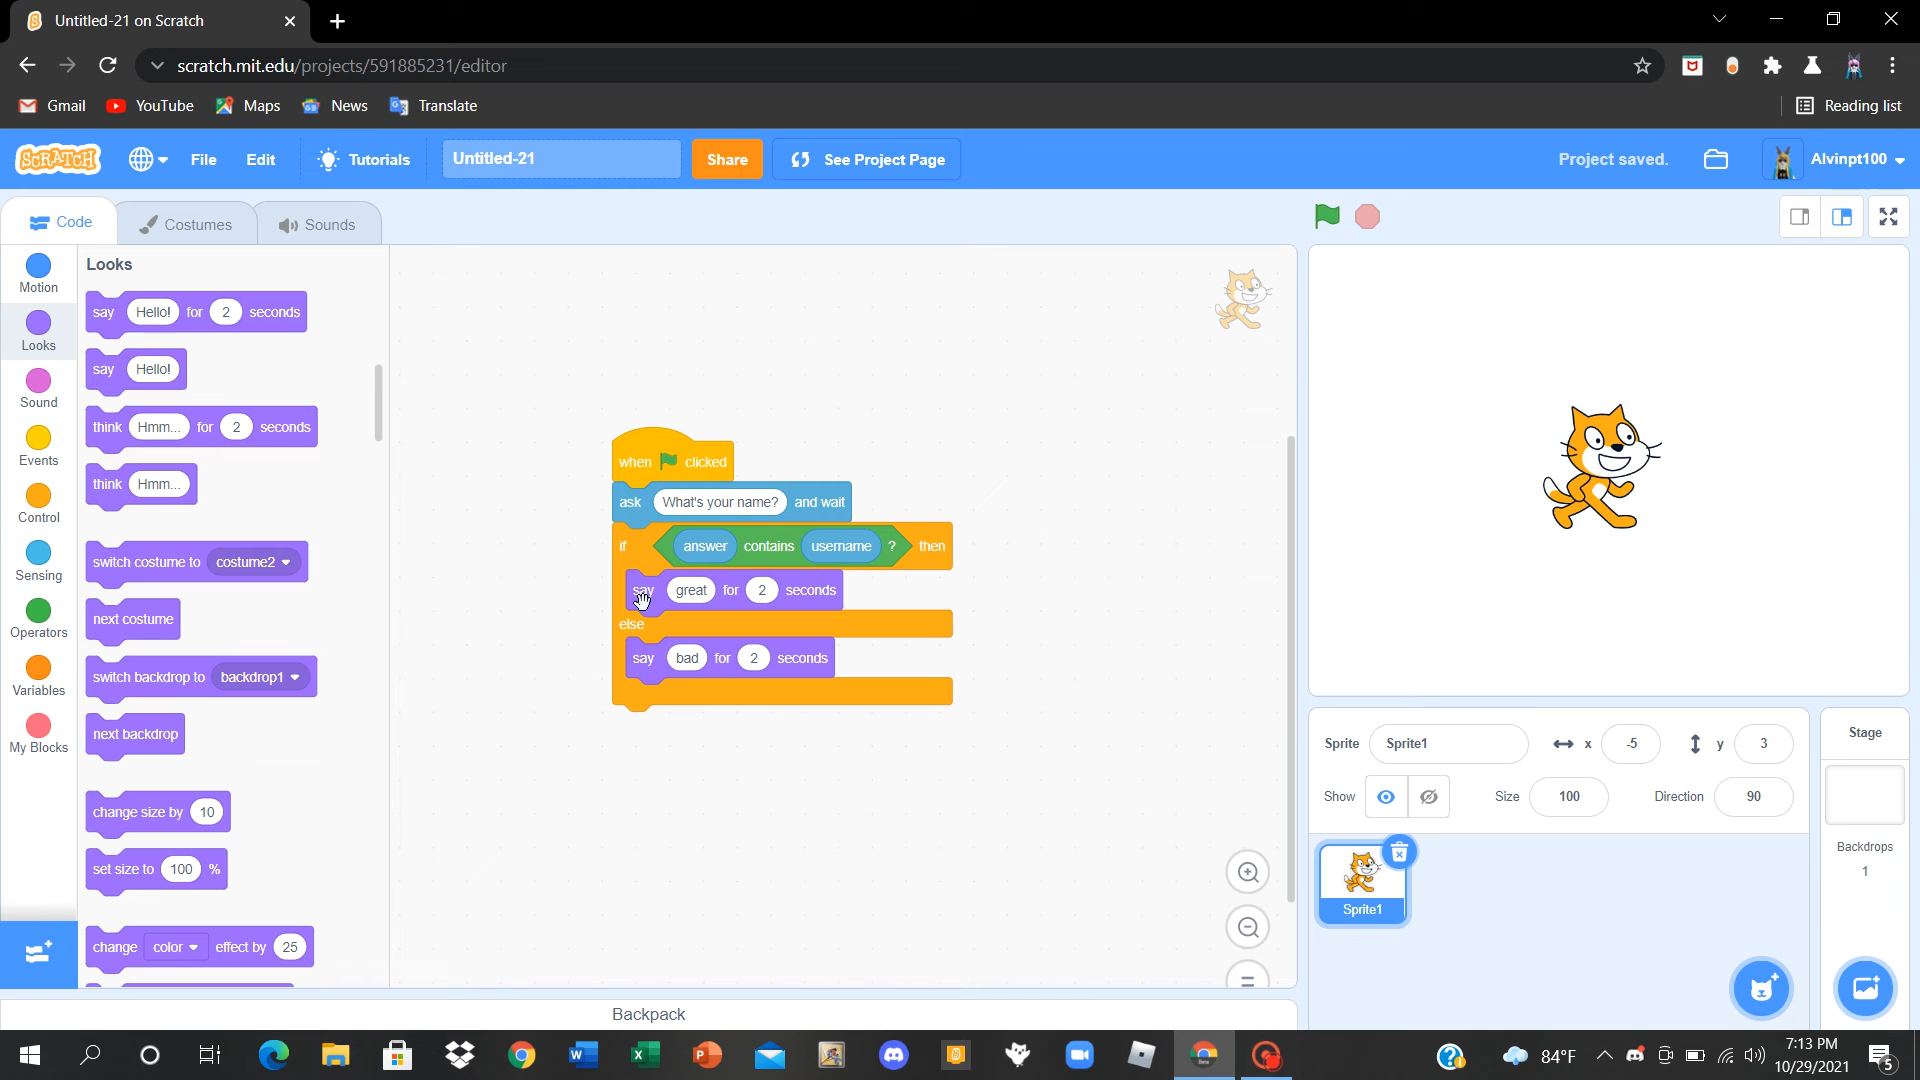 Untitled-21 on Scratch
scratch.mit.edu/projects/591885231/editor
Gmail YouTube Maps News Translate Reading list
SCRATCH File Edit Tutorials Untitled-21 Share See Project Page Project saved. Alvinpt100
Code Costumes Sounds
Motion
Looks
Sound
Events
Control
Sensing
Operators
Variables
My Blocks
Looks
say Hello! for 2 seconds
say Hello!
think Hmm... for 2 seconds
think Hmm...
switch costume to costume2
next costume
switch backdrop to backdrop1
next backdrop
change size by 10
set size to 100 %
change color effect by 25
when clicked
ask What's your name? and wait
if answer contains username ? then
say great for 2 seconds
else
say bad for 2 seconds
Backpack
Sprite Sprite1 x -5 y 3
Show Size 100 Direction 90
Sprite1
Stage
Backdrops
1
84°F
7:13 PM
10/29/2021
5